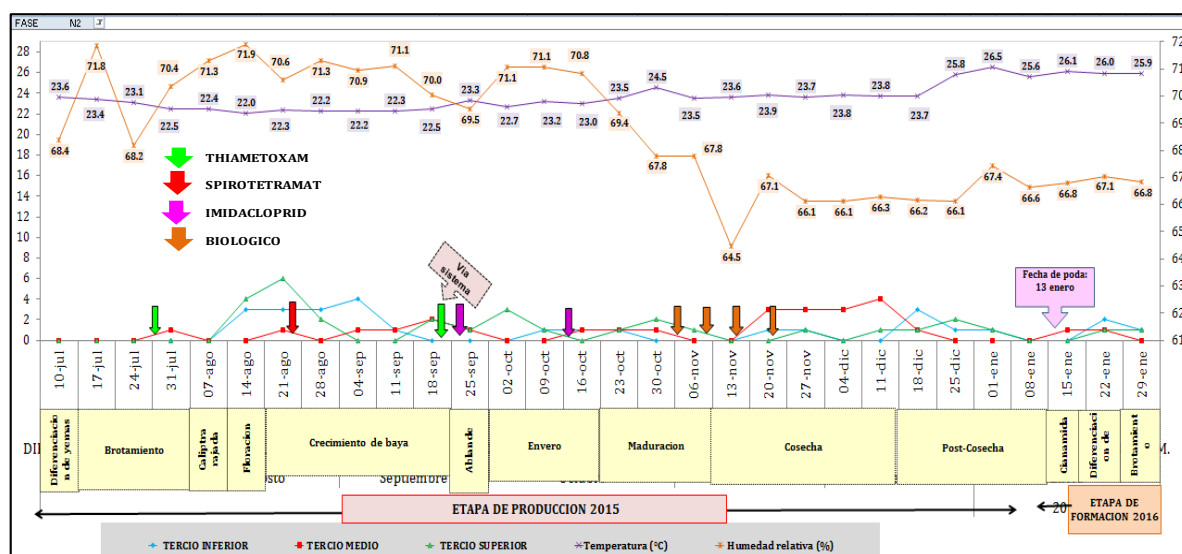 FASE N2
28
26
24
22
20
18
16
14
12
10
8
6
4
2
0
72
70
69
68
67
66
65
64
63
62
61
23.6
23.4
23.1
22.5
22.4
22.0
22.3
22.2
22.2
22.3
22.5
23.3
22.7
23.2
23.0
23.5
24.5
23.5
23.6
23.9
23.7
23.8
23.8
23.7
25.8
26.5
25.6
26.1
26.0
25.9
68.4
71.8
68.2
70.4
71.3
71.9
70.6
71.3
70.9
71.1
70.0
69.5
71.1
71.1
70.8
69.4
67.8
67.8
64.5
67.1
66.1
66.1
66.3
66.2
66.1
67.4
66.6
66.8
67.1
66.8
THIAMETOXAM
SPIROTETRAMAT
IMIDACLOPRID
BIOLOGICO
Via
sistema
Fecha de poda:
13 enero
10-jul
17-jul
24-jul
31-jul
07-ago
14-ago
21-ago
28-ago
04-sep
11-sep
18-sep
25-sep
02-oct
09-oct
16-oct
23-oct
30-oct
06-nov
13-nov
20-nov
27-nov
04-dic
11-dic
18-dic
25-dic
01-ene
08-ene
15-ene
22-ene
29-ene
Diferenciacio
n de yemas
Brotamiento
Caliptra
rajada
Floracion
Crecimiento de baya
Ablande
Envero
Maduracion
Cosecha
Post-Cosecha
Cianamida
Diferenciac
ion de
Brotamient
o
Septiembre
ETAPA DE PRODUCCION 2015
ETAPA DE
FORMACION 2016
TERCIO INFERIOR
TERCIO MEDIO
TERCIO SUPERIOR
Temperatura (°C)
Humedad relativa (%)